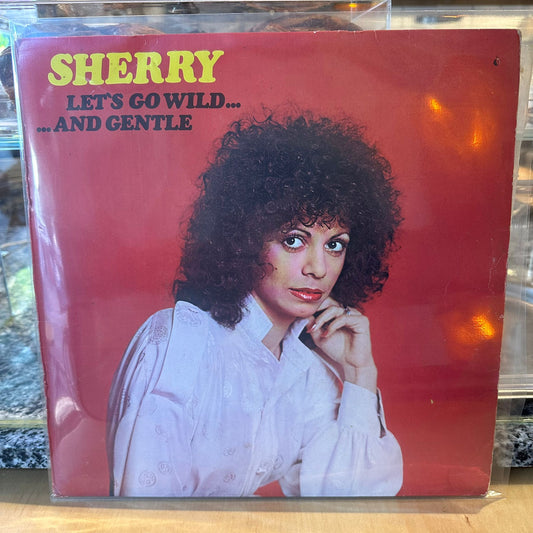 SHERRY
LET'S GO WILD...
...AND GENTLE